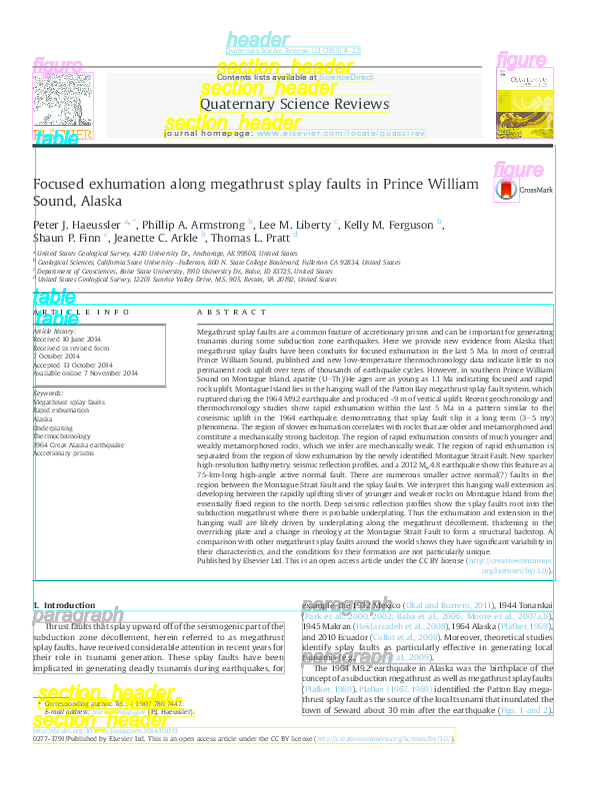 header
Quaternary Science Reviews 113 (2015) 8–22
figure
section_header
figure
Contents lists available at ScienceDirect
section_header
Quaternary Science Reviews
section_header
journal homepage: www.elsevier.com/locate/quascirev
ELSEVIER
table
figure
CrossMark
Focused exhumation along megathrust splay faults in Prince William
Sound, Alaska
Peter J. Haeussler a, *, Phillip A. Armstrong b, Lee M. Liberty c, Kelly M. Ferguson b,
Shaun P. Finn c, Jeanette C. Arkle b, Thomas L. Pratt d
a United States Geological Survey, 4210 University Dr., Anchorage, AK 99508, United States
b Geological Sciences, California State University—Fullerton, 800 N. State College Boulevard, Fullerton CA 92834, United States
c Department of Geosciences, Boise State University, 1910 University Dr., Boise, ID 83725, United States
d United States Geological Survey, 12201 Sunrise Valley Drive, M.S. 905, Reston, VA 20192, United States
table
ARTICLE INFO
table
Article history:
Received 10 June 2014
Received in revised form
7 October 2014
Accepted 13 October 2014
Available online 7 November 2014
Keywords:
Megathrust splay faults
Rapid exhumation
Alaska
Underplating
Thermochronology
1964 Great Alaska earthquake
Accretionary prisms
ABSTRACT
Megathrust splay faults are a common feature of accretionary prisms and can be important for generating
tsunamis during some subduction zone earthquakes. Here we provide new evidence from Alaska that
megathrust splay faults have been conduits for focused exhumation in the last 5 Ma. In most of central
Prince William Sound, published and new low-temperature thermochronology data indicate little to no
permanent rock uplift over tens of thousands of earthquake cycles. However, in southern Prince William
Sound on Montague Island, apatite (U–Th)/He ages are as young as 1.1 Ma indicating focused and rapid
rock uplift. Montague Island lies in the hanging wall of the Patton Bay megathrust splay fault system, which
ruptured during the 1964 M9.2 earthquake and produced ~9 m of vertical uplift. Recent geochronology and
thermochronology studies show rapid exhumation within the last 5 Ma in a pattern similar to the
coseismic uplift in the 1964 earthquake, demonstrating that splay fault slip is a long term (3–5 my)
phenomena. The region of slower exhumation correlates with rocks that are older and metamorphosed and
constitute a mechanically strong backstop. The region of rapid exhumation consists of much younger and
weakly metamorphosed rocks, which we infer are mechanically weak. The region of rapid exhumation is
separated from the region of slow exhumation by the newly identified Montague Strait Fault. New sparker
high-resolution bathymetry, seismic reflection profiles, and a 2012 Mw4.8 earthquake show this feature as a
75-km-long high-angle active normal fault. There are numerous smaller active normal(?) faults in the
region between the Montague Strait Fault and the splay faults. We interpret this hanging wall extension as
developing between the rapidly uplifting sliver of younger and weaker rocks on Montague Island from the
essentially fixed region to the north. Deep seismic reflection profiles show the splay faults root into the
subduction megathrust where there is probable underplating. Thus the exhumation and extension in the
hanging wall are likely driven by underplating along the megathrust décollement, thickening in the
overriding plate and a change in rheology at the Montague Strait Fault to form a structural backstop. A
comparison with other megathrust splay faults around the world shows they have significant variability in
their characteristics, and the conditions for their formation are not particularly unique.
Published by Elsevier Ltd. This is an open access article under the CC BY license (http://creativecommons.
org/licenses/by/3.0/).
1. Introduction
paragraph
Thrust faults that splay upward off of the seismogenic part of the
subduction zone décollement, herein referred to as megathrust
splay faults, have received considerable attention in recent years for
their role in tsunami generation. These splay faults have been
implicated in generating deadly tsunamis during earthquakes, for
paragraph
example the 1932 Mexico (Okal and Borrero, 2011), 1944 Tonankai
(Park et al., 2000, 2002; Baba et al., 2006; Moore et al., 2007a,b),
1945 Makran (Heidarzadeh et al., 2008), 1964 Alaska (Plafker, 1969),
and 2010 Ecuador (Collot et al., 2008). Moreover, theoretical studies
identify splay faults as particularly effective in generating local
paragraph
The 1964 M9.2 earthquake in Alaska was the birthplace of the
concept of a subduction megathrust as well as megathrust splay faults
(Plafker, 1969). Plafker (1967, 1969) identified the Patton Bay mega-
thrust splay fault as the source of the local tsunami that inundated the
town of Seward about 30 min after the earthquake (Figs. 1 and 2),
section_header
* Corresponding author. Tel.: +1 907 786 7447.
E-mail address: (P.J. Haeussler).
section_header
0277-3791/Published by Elsevier Ltd. This is an open access article under the CC BY license (http://creativecommons.org/licenses/by/3.0/).